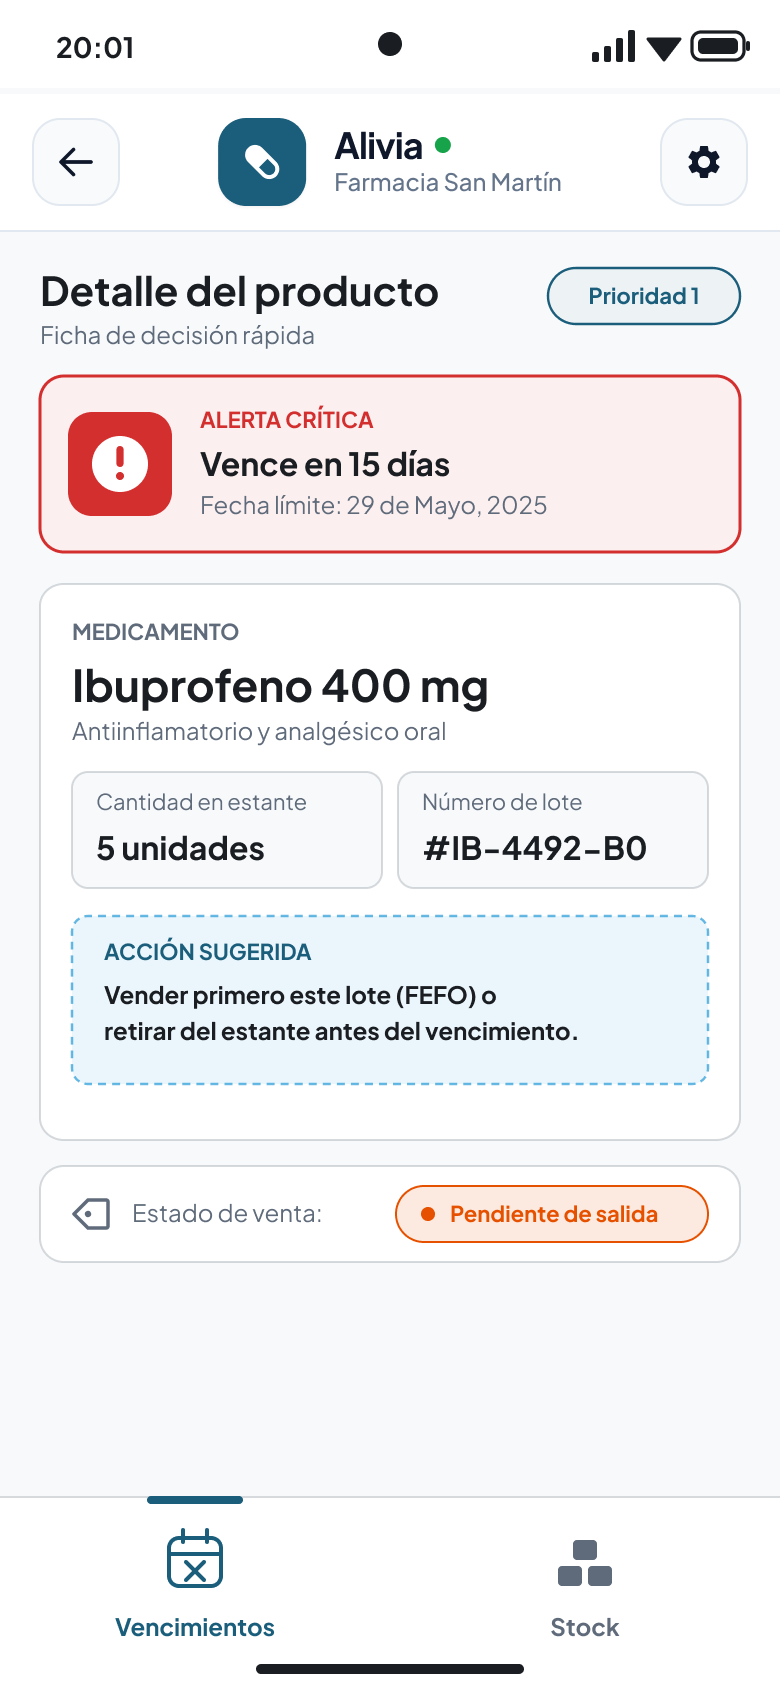 20:01
Alivia
Farmacia San Martín
Detalle del producto
Prioridad 1
Ficha de decisión rápida
ALERTA CRÍTICA
Vence en 15 días
Fecha límite: 29 de Mayo, 2025
MEDICAMENTO
Ibuprofeno 400 mg
Antiinflamatorio y analgésico oral
Cantidad en estante
5 unidades
Número de lote
#IB-4492-B0
ACCIÓN SUGERIDA
Vender primero este lote (FEFO) o
retirar del estante antes del vencimiento.
Estado de venta:
Pendiente de salida
Vencimientos
Stock